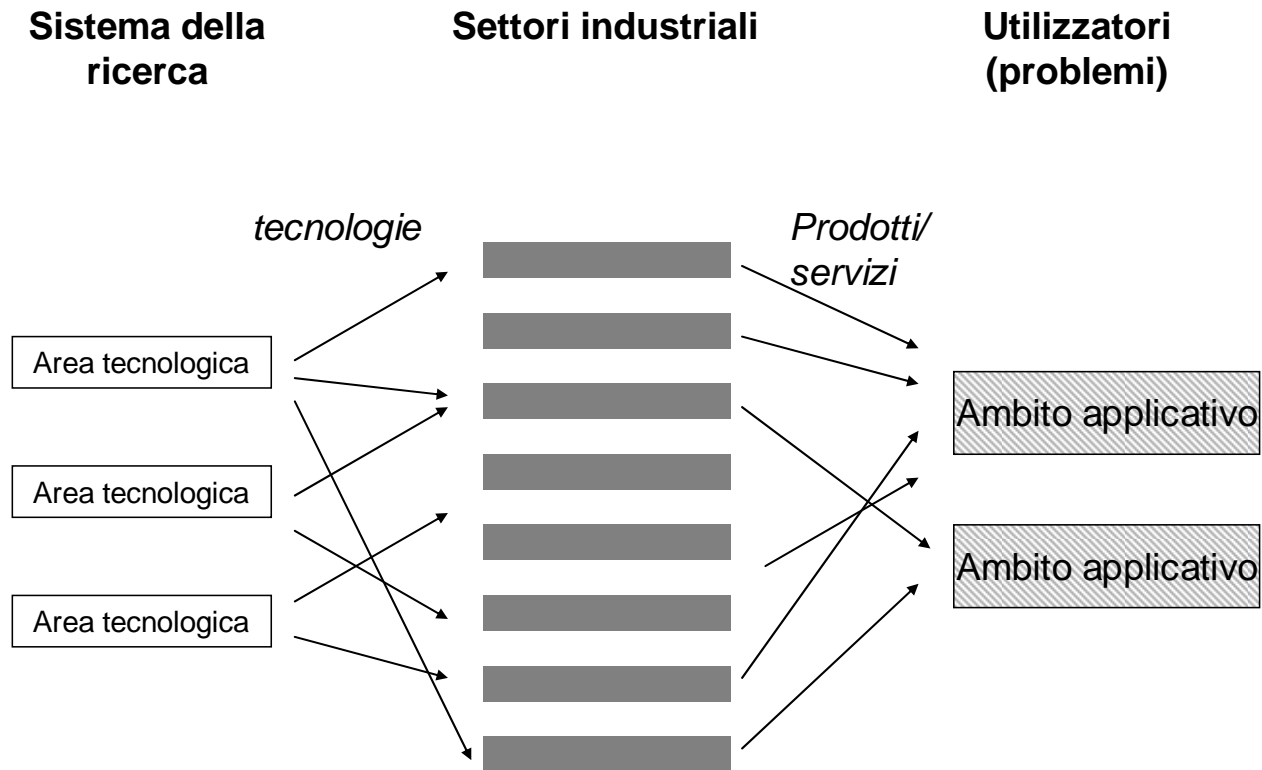 Sistema della
ricerca
Settori industriali
Utilizzatori
(problemi)
tecnologie
Prodotti/
servizi
Area tecnologica
Area tecnologica
Area tecnologica
Ambito applicativo
Ambito applicativo